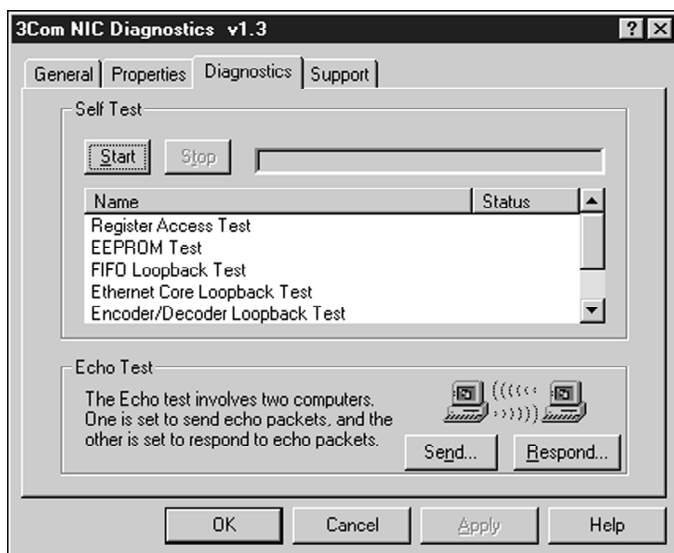 3Com NIC Diagnostics v1.3
General Properties Diagnostics Support
Self Test
Start Stop
Name Status
Register Access Test
EEPROM Test
FIFO Loopback Test
Ethernet Core Loopback Test
Encoder/Decoder Loopback Test
Echo Test
The Echo test involves two computers.
One is set to send echo packets, and the
other is set to respond to echo packets.
Send... Respond...
OK Cancel Apply Help